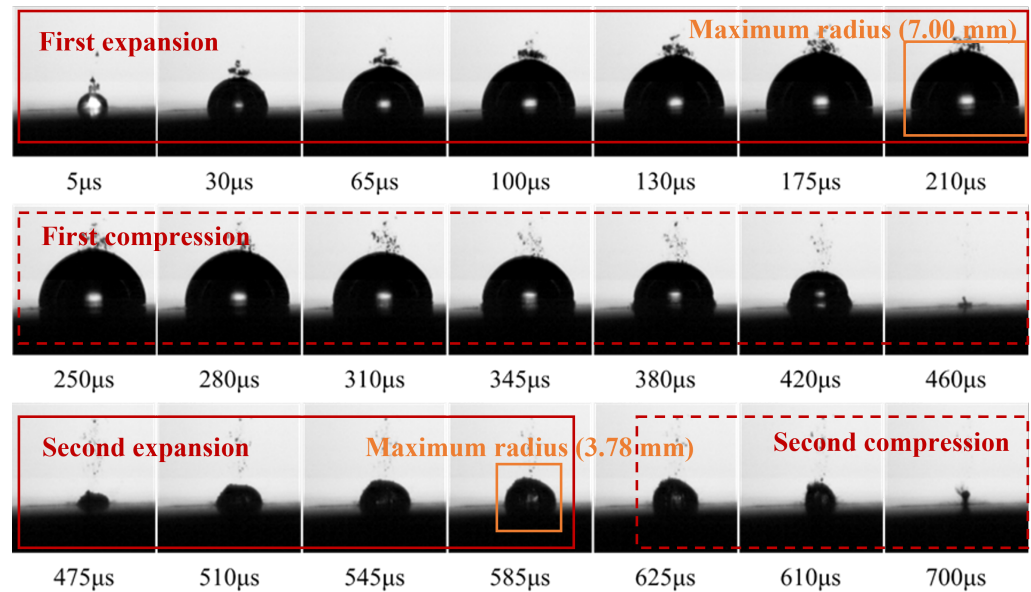 First expansion
Maximum radius (7.00 mm)
5μs 30μs 65μs 100μs 130μs 175μs 210μs
First compression
250μs 280μs 310μs 345μs 380μs 420μs 460μs
Second expansion
Maximum radius (3.78 mm)
Second compression
475μs 510μs 545μs 585μs 625μs 610μs 700μs